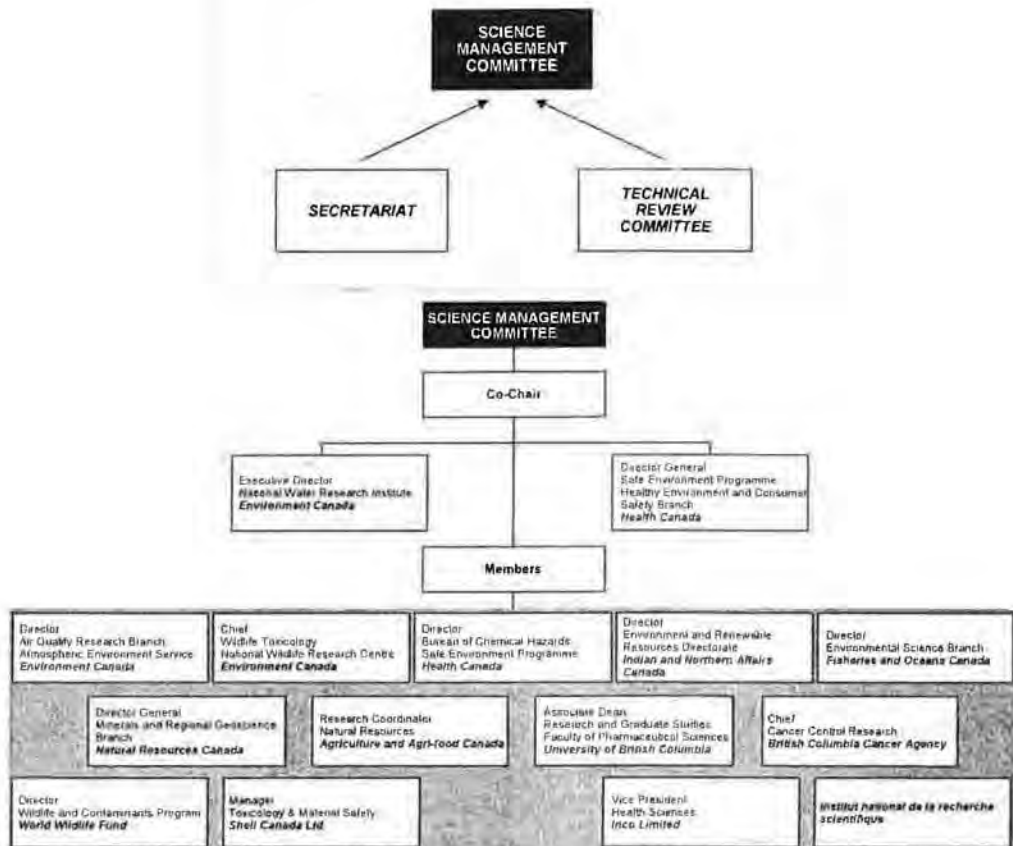 SCIENCE
MANAGEMENT
COMMITTEE
SECRETARIAT
TECHNICAL
REVIEW
COMMITTEE
SCIENCE MANAGEMENT
COMMITTEE
Co-Chair
Executive Director
National Water Research Institute
Environment Canada
Director General
Safe Environment Programme
Healthy Environment and Consumer
Safety Branch
Health Canada
Members
Director
Air Quality Research Branch
Atmospheric Environment Service
Environment Canada
Chief
Wildlife Toxicology
National Wildlife Research Centre
Environment Canada
Director
Bureau of Chemical Hazards
Safe Environment Programme
Health Canada
Director
Environment and Renewable
Resources Directorate
Indian and Northern Affairs
Canada
Director
Environmental Science Branch
Fisheries and Oceans Canada
Director General
Minerals and Regional Geoscience
Branch
Natural Resources Canada
Research Coordinator
Natural Resources
Agriculture and Agri-food Canada
Associate Dean
Research and Graduate Studies
Faculty of Pharmaceutical Sciences
University of British Columbia
Chief
Cancer Control Research
British Columbia Cancer Agency
Director
Wildlife and Contaminants Program
World Wildlife Fund
Manager
Toxicology & Material Safety
Shell Canada Ltd
Vice President
Health Sciences
Inco Limited
Institut national de la recherche
scientifique